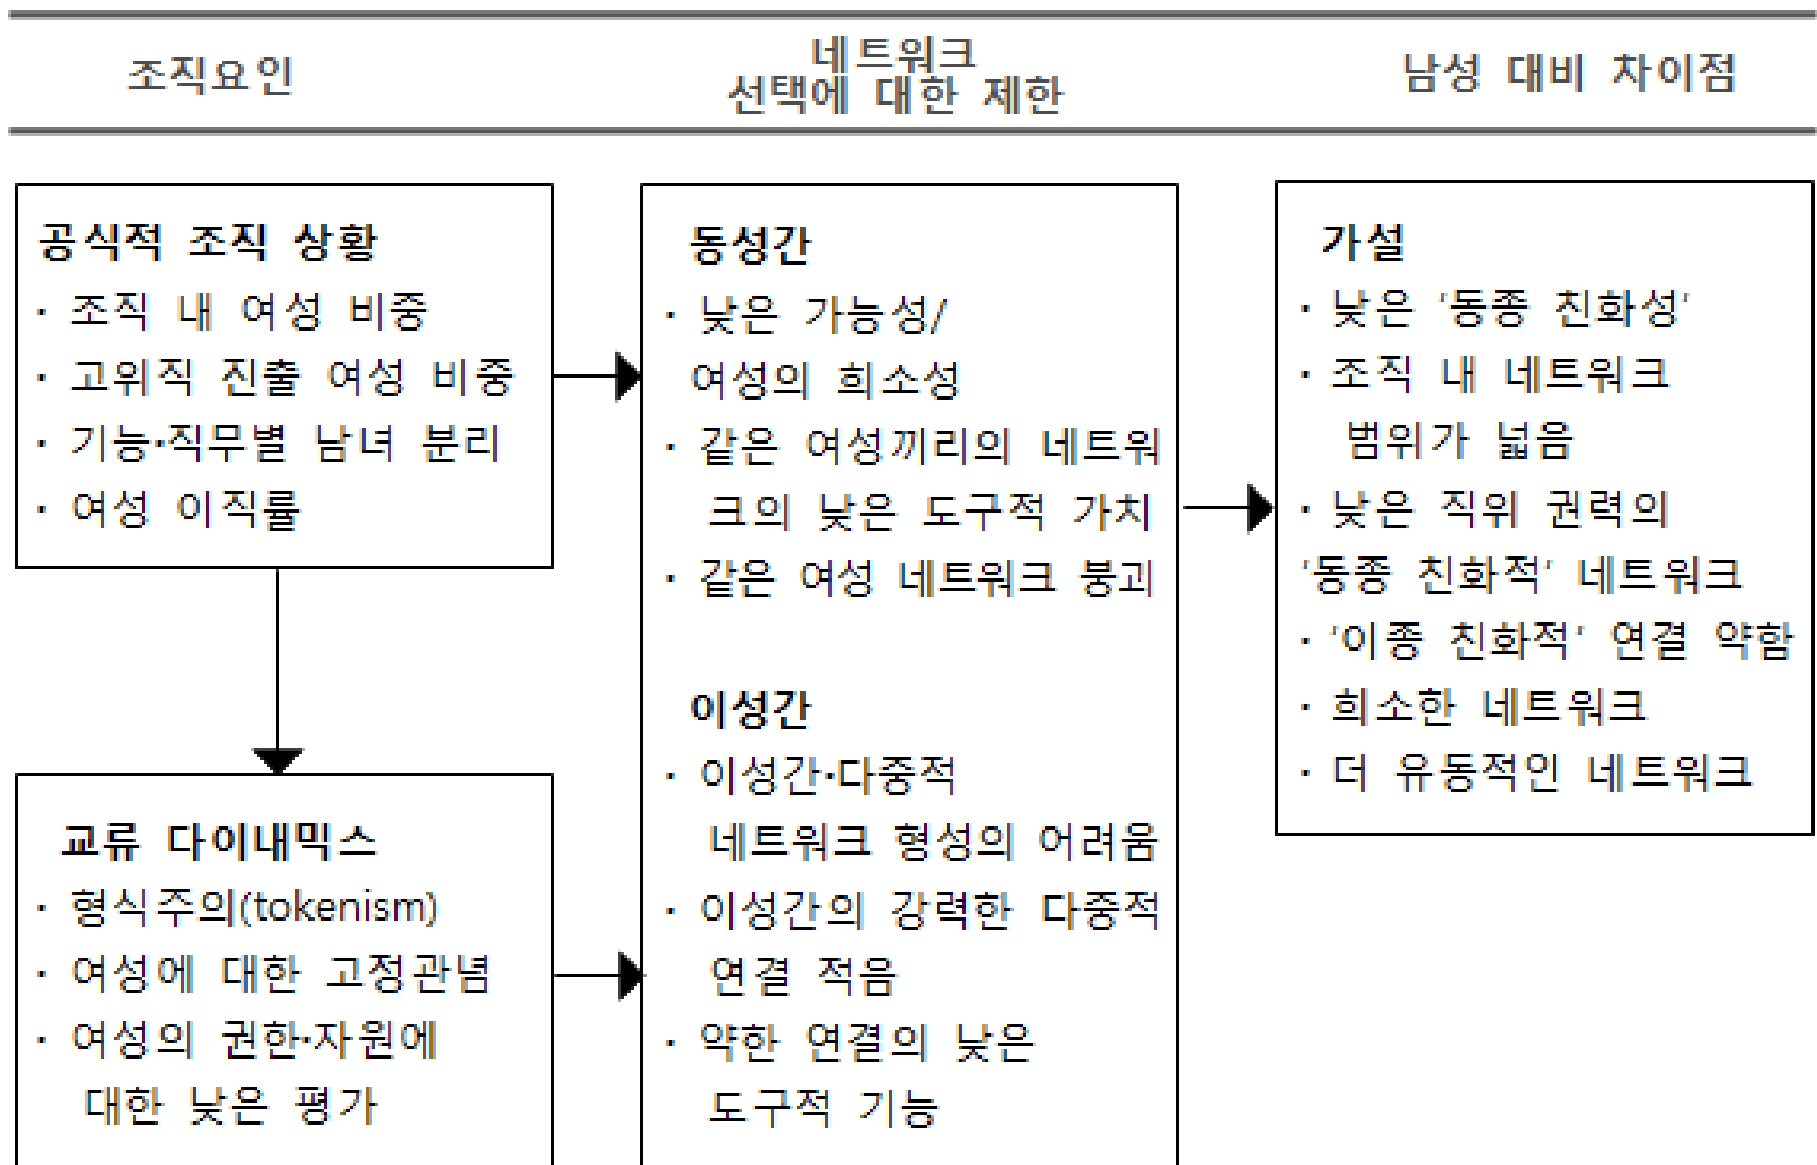 조직요인
네트워크
선택에 대한 제한
남성 대비 차이점
공식적 조직 상황
· 조직 내 여성 비중
· 고위직 진출 여성 비중
· 기능·직무별 남녀 분리
· 여성 이직률
교류 다이내믹스
· 형식주의(tokenism)
· 여성에 대한 고정관념
· 여성의 권한·자원에
대한 낮은 평가
동성간
· 낮은 가능성/
여성의 희소성
· 같은 여성끼리의 네트워
크의 낮은 도구적 가치
· 같은 여성 네트워크 붕괴
이성간
· 이성간·다중적
네트워크 형성의 어려움
· 이성간의 강력한 다중적
연결 적음
· 약한 연결의 낮은
도구적 기능
가설
· 낮은 '동종 친화성'
· 조직 내 네트워크
범위가 넓음
· 낮은 직위 권력의
'동종 친화적' 네트워크
· '이종 친화적' 연결 약함
· 희소한 네트워크
· 더 유동적인 네트워크